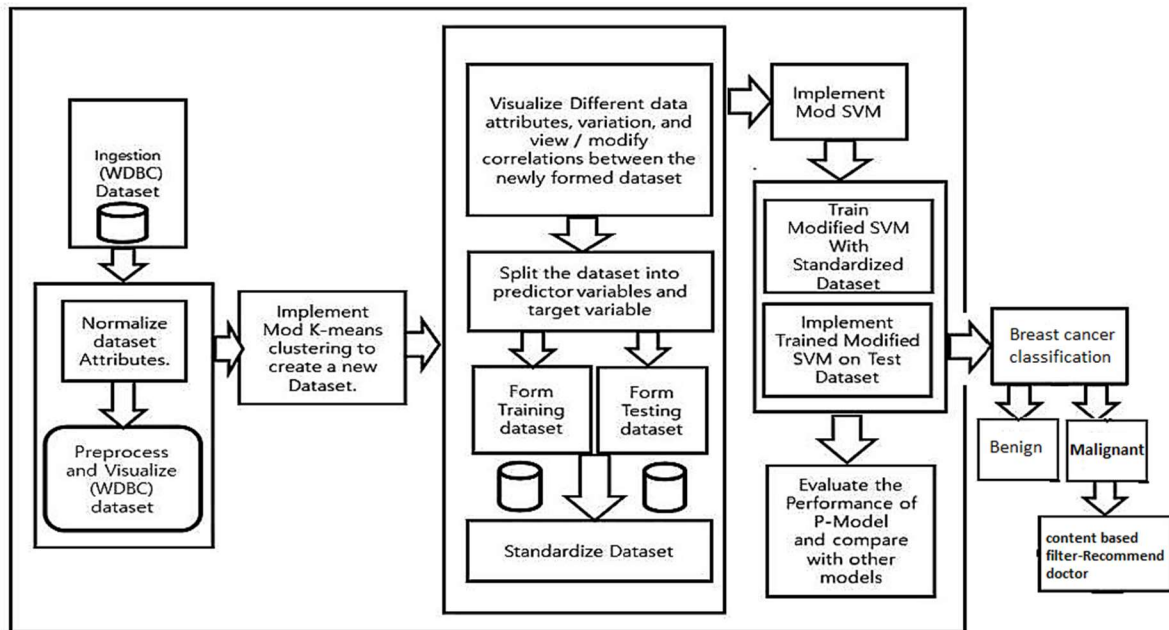 Ingestion
(WDBC)
Dataset
Normalize
dataset
Attributes.
Preprocess
and Visualize
(WDBC)
dataset
Implement
Mod K-means
clustering to
create a new
Dataset.
Visualize Different data
attributes, variation, and
view / modify
correlations between the
newly formed dataset
Split the dataset into
predictor variables and
target variable
Form
Training
dataset
Form
Testing
dataset
Standardize Dataset
Implement
Mod SVM
Train
Modified SVM
With
Standardized
Dataset
Implement
Trained Modified
SVM on Test
Dataset
Evaluate the
Performance of
P-Model
and compare
with other
models
Breast cancer
classification
Benign
Malignant
content based
filter-Recommend
doctor